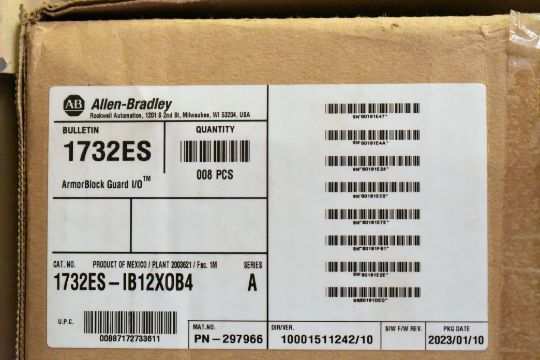 AB Allen-Bradley
Rockwell Automation, 1201 S 2nd St, Milwaukee, WI 53204, USA
BULLETIN
1732ES
ArmorBlock Guard I/O™
QUANTITY
008 PCS
CAT. NO. PRODUCT OF MEXICO / PLANT 2003621 / Fac. 1M SERIES
1732ES-IB12XOB4 A
U.P.C.
00887172733611
MAT.NO.
PN-297966
DIR/VER.
10001511242/10
S/W F/W REV.
PKG DATE
2023/01/10